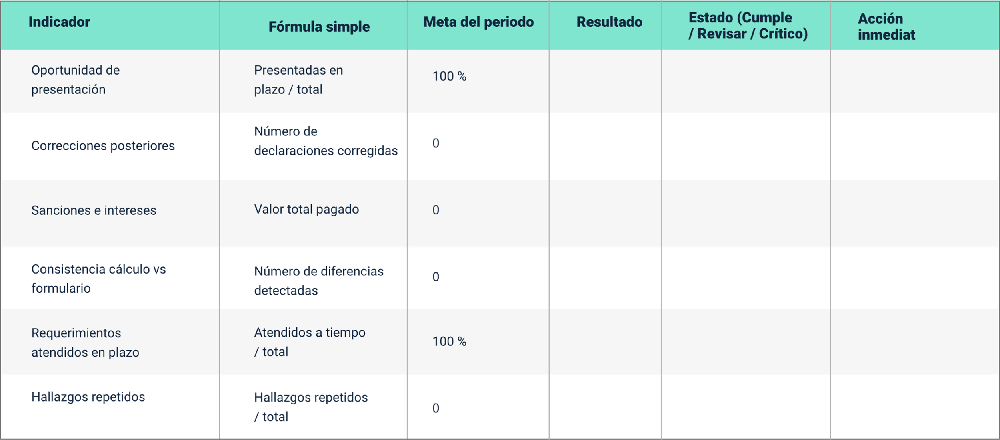 Indicador
Fórmula simple
Meta del periodo
Resultado
Estado (Cumple
/ Revisar / Crítico)
Acción
inmediat
Oportunidad de
presentación
Presentadas en
plazo / total
100 %
Correcciones posteriores
Número de
declaraciones corregidas
0
Sanciones e intereses
Valor total pagado
0
Consistencia cálculo vs
formulario
Número de diferencias
detectadas
0
Requerimientos
atendidos en plazo
Atendidos a tiempo
/ total
100 %
Hallazgos repetidos
Hallazgos repetidos
/ total
0